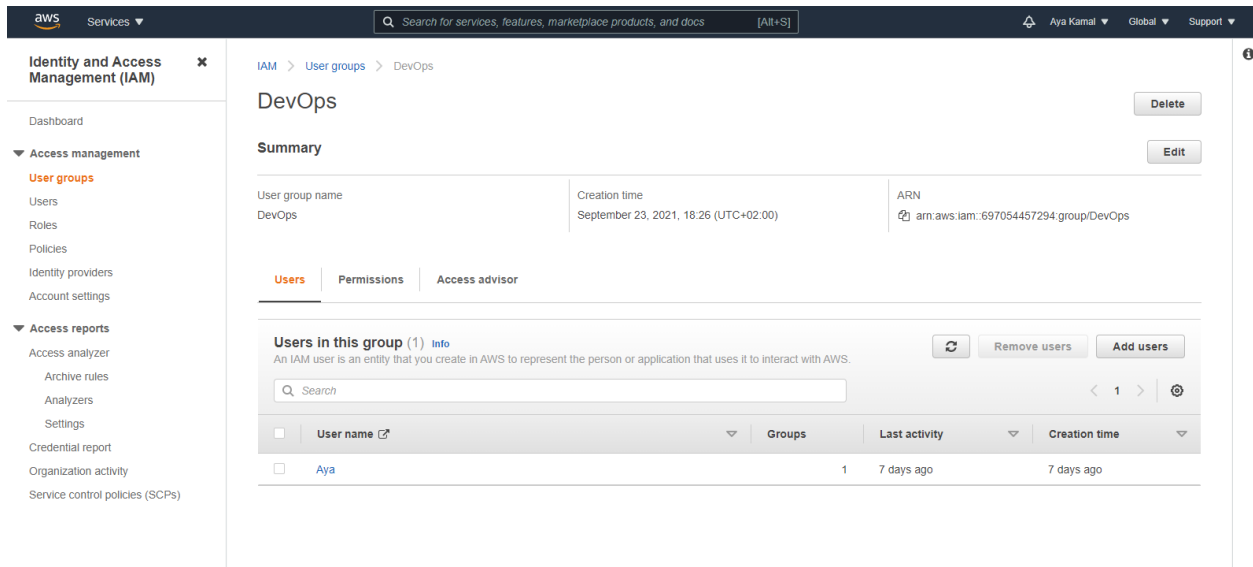 aws Services Search for services, features, marketplace products, and docs [Alt+S] Aya Kamal Global Support
Identity and Access
Management (IAM)
Dashboard
Access management
User groups
Users
Roles
Policies
Identity providers
Account settings
Access reports
Access analyzer
Archive rules
Analyzers
Settings
Credential report
Organization activity
Service control policies (SCPs)
IAM > User groups > DevOps
DevOps
Delete
Summary
Edit
User group name
DevOps
Creation time
September 23, 2021, 18:26 (UTC+02:00)
ARN
arn:aws:iam::697054457294:group/DevOps
Users Permissions Access advisor
Users in this group (1) Info
An IAM user is an entity that you create in AWS to represent the person or application that uses it to interact with AWS.
Remove users Add users
Search
1
User name Groups Last activity Creation time
Aya 1 7 days ago 7 days ago